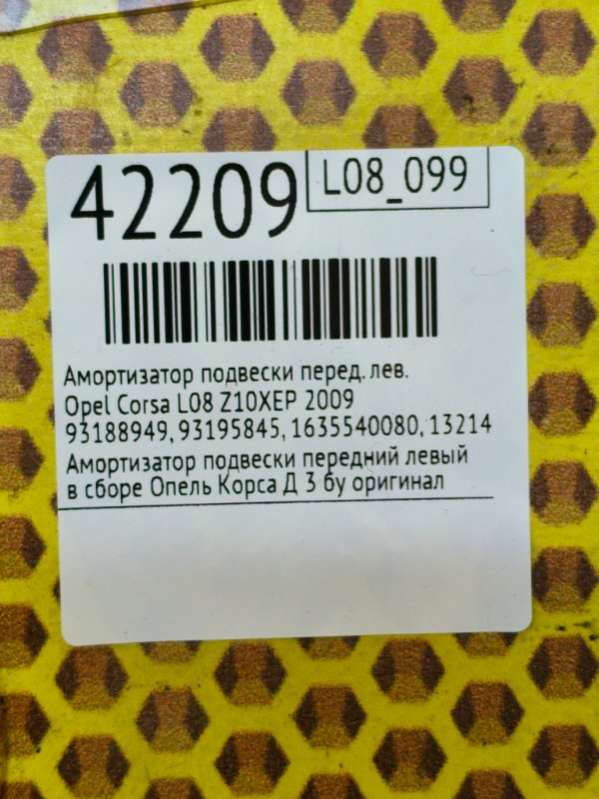 42209
L08_099
Амортизатор подвески перед. лев.
Opel Corsa L08 Z10XEP 2009
93188949, 93195845, 1635540080, 13214
Амортизатор подвески передний левый
в сборе Опель Корса Д 3 бу оригинал